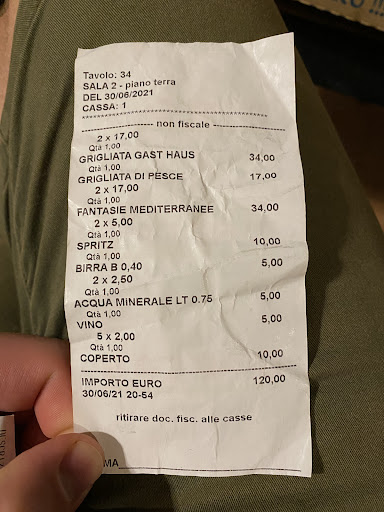 Tavolo: 34
SALA 2 - piano terra
DEL 30/06/2021
CASSA: 1
****************************************
-------------------- non fiscale --------------------
2 x 17,00
Qtà 1,00
GRIGLIATA GAST HAUS 34,00
Qtà 1,00
GRIGLIATA DI PESCE 17,00
2 x 17,00
Qtà 1,00
FANTASIE MEDITERRANEE 34,00
2 x 5,00
Qtà 1,00
SPRITZ 10,00
Qtà 1,00
BIRRA B 0,40 5,00
2 x 2,50
Qtà 1,00
ACQUA MINERALE LT 0.75 5,00
Qtà 1,00
VINO 5,00
5 x 2,00
Qtà 1,00
COPERTO 10,00
IMPORTO EURO 120,00
30/06/21 20-54
ritirare doc. fisc. alle casse